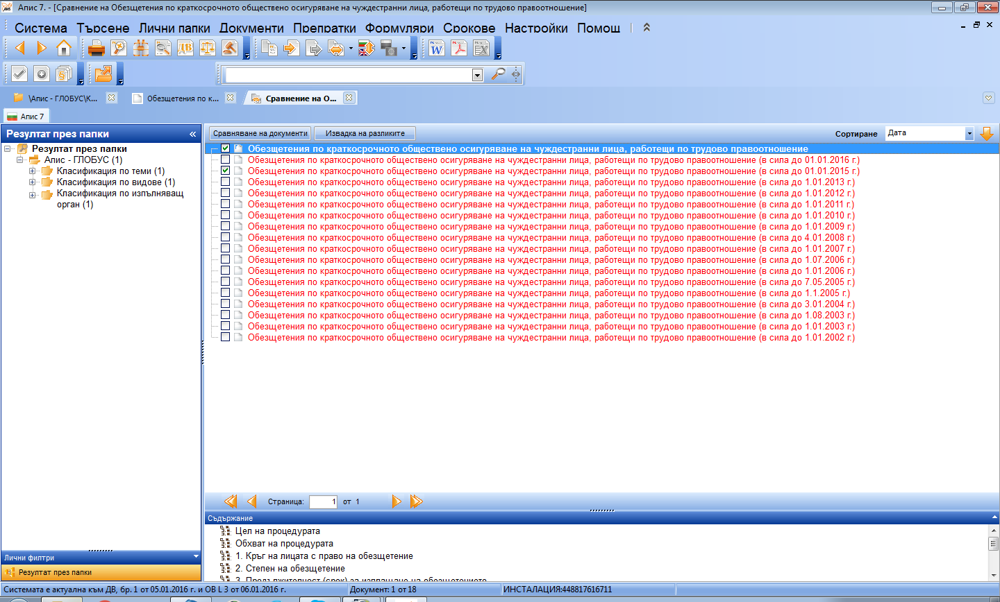 Апис 7. - [Сравнение на Обезщетения по краткосрочното обществено осигуряване на чуждестранни лица, работещи по трудово правоотношение]
Система Търсене Лични папки Документи Препратки Формуляри Срокове Настройки Помощ
\Апис - ГЛОБУС\К... Обезщетения по к... Сравнение на О...
Апис 7
Резултат през папки
Резултат през папки
Апис - ГЛОБУС (1)
Класификация по теми (1)
Класификация по видове (1)
Класификация по изпълняващ
орган (1)
Лични филтри
Резултат през папки
Сравняване на документи Извадка на разликите Сортиране Дата
Обезщетения по краткосрочното обществено осигуряване на чуждестранни лица, работещи по трудово правоотношение
Обезщетения по краткосрочното обществено осигуряване на чуждестранни лица, работещи по трудово правоотношение (в сила до 01.01.2016 г.)
Обезщетения по краткосрочното обществено осигуряване на чуждестранни лица, работещи по трудово правоотношение (в сила до 01.01.2015 г.)
Обезщетения по краткосрочното обществено осигуряване на чуждестранни лица, работещи по трудово правоотношение (в сила до 1.01.2013 г.)
Обезщетения по краткосрочното обществено осигуряване на чуждестранни лица, работещи по трудово правоотношение (в сила до 1.01.2012 г.)
Обезщетения по краткосрочното обществено осигуряване на чуждестранни лица, работещи по трудово правоотношение (в сила до 1.01.2011 г.)
Обезщетения по краткосрочното обществено осигуряване на чуждестранни лица, работещи по трудово правоотношение (в сила до 1.01.2010 г.)
Обезщетения по краткосрочното обществено осигуряване на чуждестранни лица, работещи по трудово правоотношение (в сила до 1.01.2009 г.)
Обезщетения по краткосрочното обществено осигуряване на чуждестранни лица, работещи по трудово правоотношение (в сила до 4.01.2008 г.)
Обезщетения по краткосрочното обществено осигуряване на чуждестранни лица, работещи по трудово правоотношение (в сила до 1.01.2007 г.)
Обезщетения по краткосрочното обществено осигуряване на чуждестранни лица, работещи по трудово правоотношение (в сила до 1.07.2006 г.)
Обезщетения по краткосрочното обществено осигуряване на чуждестранни лица, работещи по трудово правоотношение (в сила до 1.01.2006 г.)
Обезщетения по краткосрочното обществено осигуряване на чуждестранни лица, работещи по трудово правоотношение (в сила до 7.05.2005 г.)
Обезщетения по краткосрочното обществено осигуряване на чуждестранни лица, работещи по трудово правоотношение (в сила до 1.1.2005 г.)
Обезщетения по краткосрочното обществено осигуряване на чуждестранни лица, работещи по трудово правоотношение (в сила до 3.01.2004 г.)
Обезщетения по краткосрочното обществено осигуряване на чуждестранни лица, работещи по трудово правоотношение (в сила до 1.08.2003 г.)
Обезщетения по краткосрочното обществено осигуряване на чуждестранни лица, работещи по трудово правоотношение (в сила до 1.01.2003 г.)
Обезщетения по краткосрочното обществено осигуряване на чуждестранни лица, работещи по трудово правоотношение (в сила до 1.01.2002 г.)
Страница: 1 от 1
Съдържание
Цел на процедурата
Обхват на процедурата
1. Кръг на лицата с право на обезщетение
2. Степен на обезщетение
3. Продължителност (срок) за изплащане на обезщетението
Системата е актуална към ДВ, бр. 1 от 05.01.2016 г. и ОВ L 3 от 06.01.2016 г. Документ: 1 от 18 ИНСТАЛАЦИЯ:448817616711